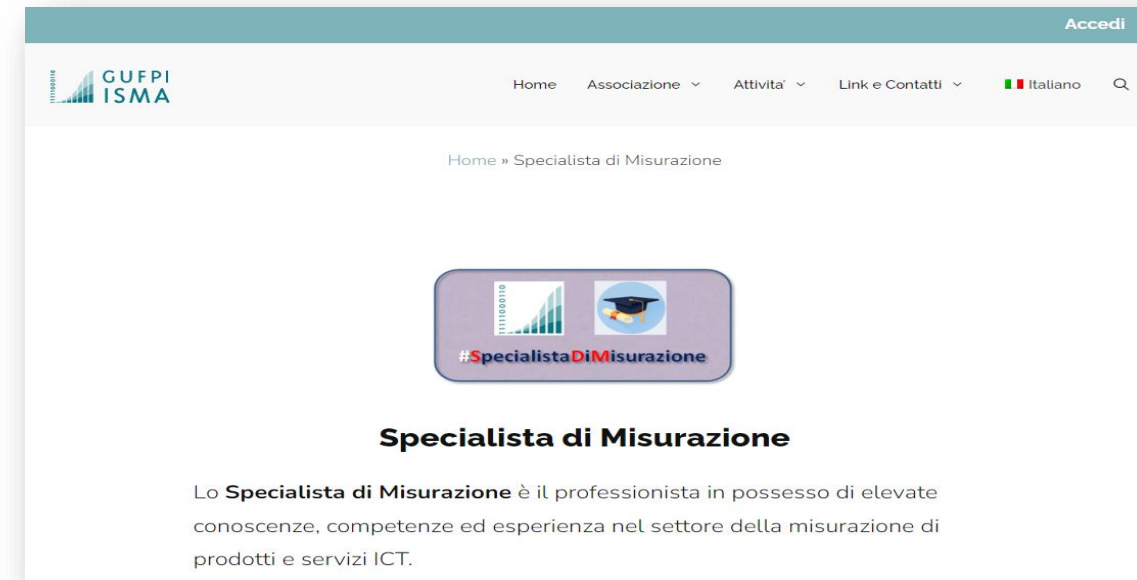 Accedi
GUFPI
ISMA
11111000110
Home Associazione Attivita' Link e Contatti Italiano
Home » Specialista di Misurazione
11111000110
#SpecialistaDiMisurazione
Specialista di Misurazione
Lo Specialista di Misurazione è il professionista in possesso di elevate
conoscenze, competenze ed esperienza nel settore della misurazione di
prodotti e servizi ICT.